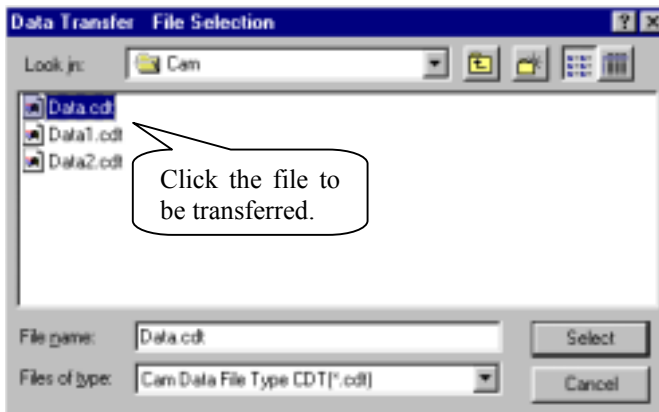 Data Transfer File Selection
Look in: Cam
Data.cdt
Data1.cdt
Data2.cdt
Click the file to
be transferred.
File name: Data.cdt Select
Files of type: Cam Data File Type CDT(*.cdt) Cancel